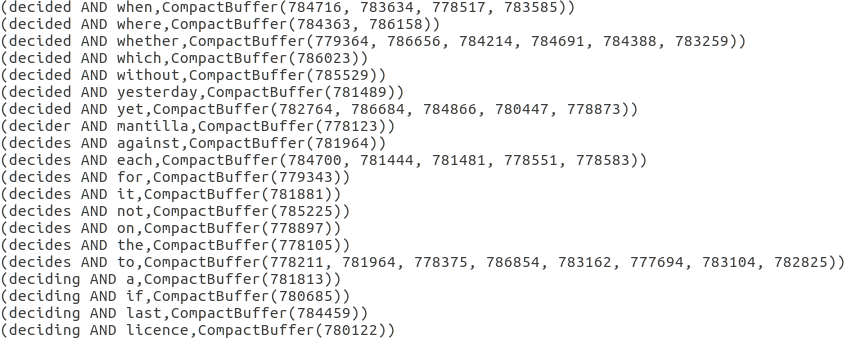 (decided AND when,CompactBuffer(784716, 783634, 778517, 783585))
(decided AND where,CompactBuffer(784363, 786158))
(decided AND whether,CompactBuffer(779364, 786656, 784214, 784691, 784388, 783259))
(decided AND which,CompactBuffer(786023))
(decided AND without,CompactBuffer(785529))
(decided AND yesterday,CompactBuffer(781489))
(decided AND yet,CompactBuffer(782764, 786684, 784866, 780447, 778873))
(decider AND mantilla,CompactBuffer(778123))
(decides AND against,CompactBuffer(781964))
(decides AND each,CompactBuffer(784700, 781444, 781481, 778551, 778583))
(decides AND for,CompactBuffer(779343))
(decides AND it,CompactBuffer(781881))
(decides AND not,CompactBuffer(785225))
(decides AND on,CompactBuffer(778897))
(decides AND the,CompactBuffer(778105))
(decides AND to,CompactBuffer(778211, 781964, 778375, 786854, 783162, 777694, 783104, 782825))
(deciding AND a,CompactBuffer(781813))
(deciding AND if,CompactBuffer(780685))
(deciding AND last,CompactBuffer(784459))
(deciding AND licence,CompactBuffer(780122))